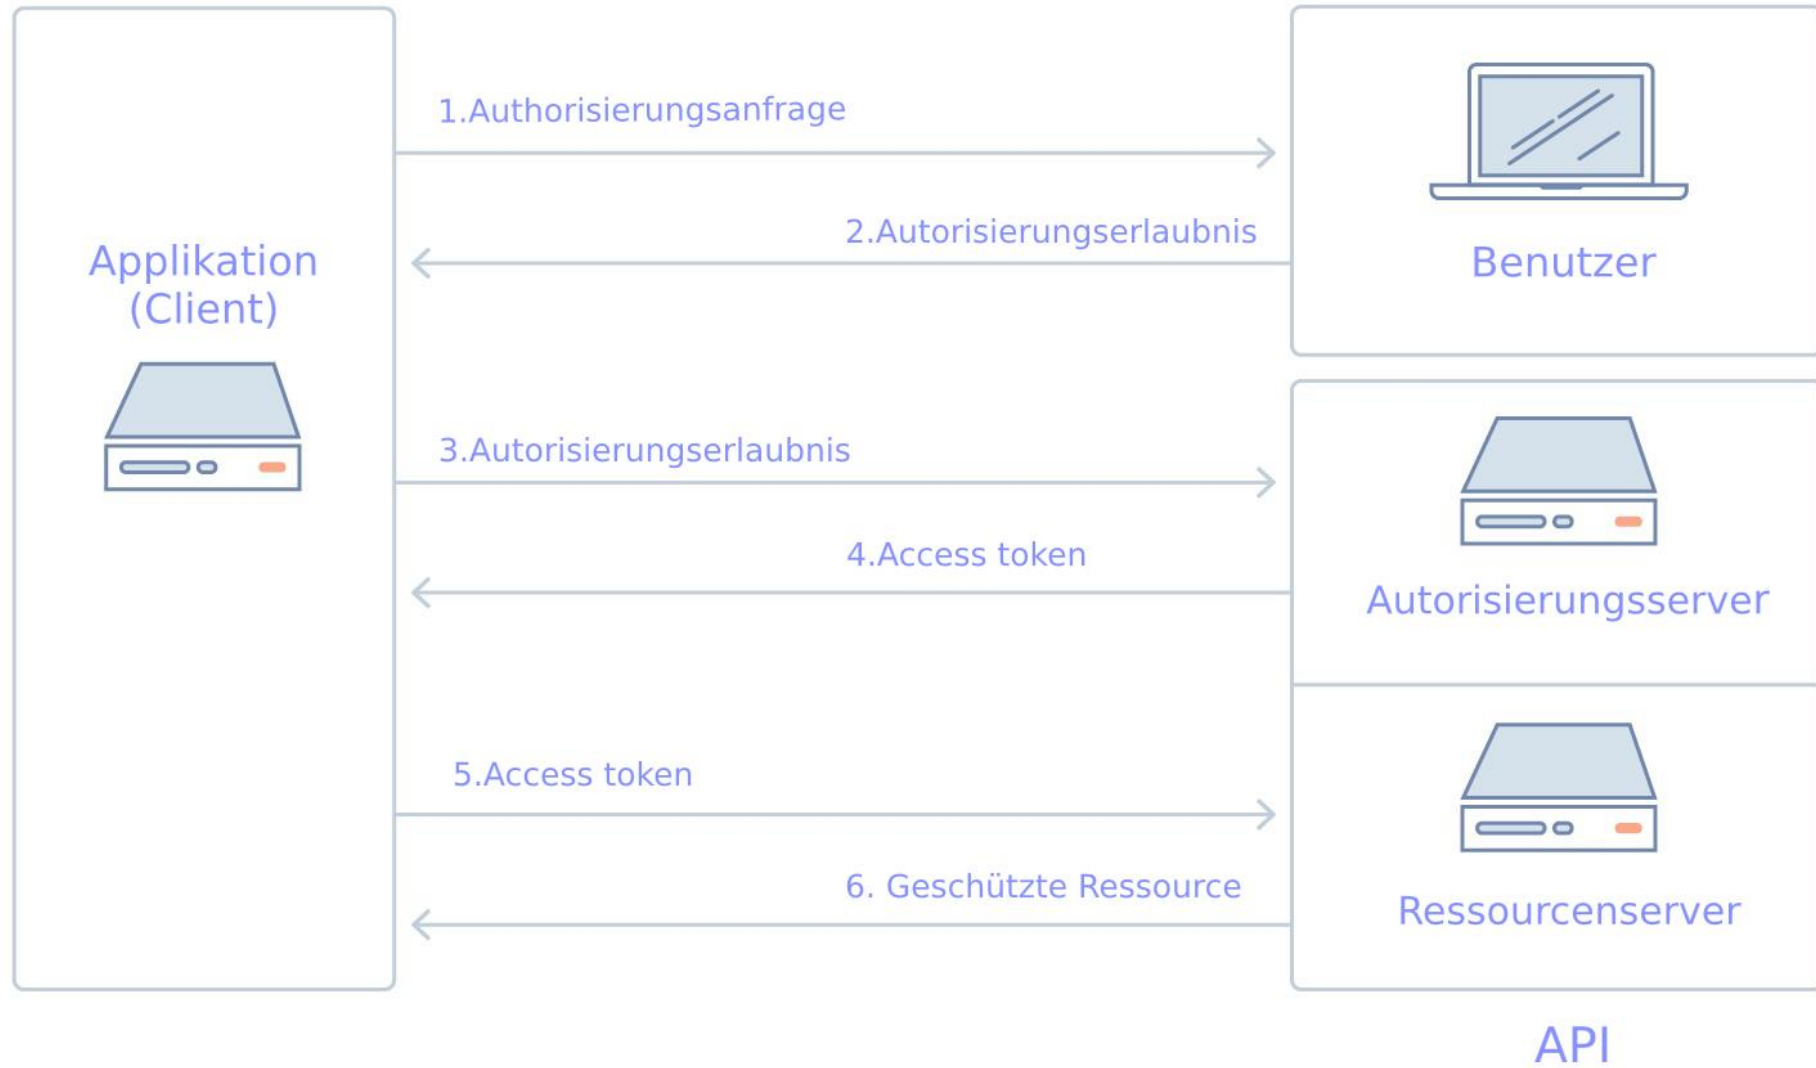 1.Authorisierungsanfrage
2.Autorisierungserlaubnis
Applikation
(Client)
Benutzer
3.Autorisierungserlaubnis
4.Access token
Autorisierungsserver
5.Access token
6. Geschützte Ressource
Ressourcenserver
API